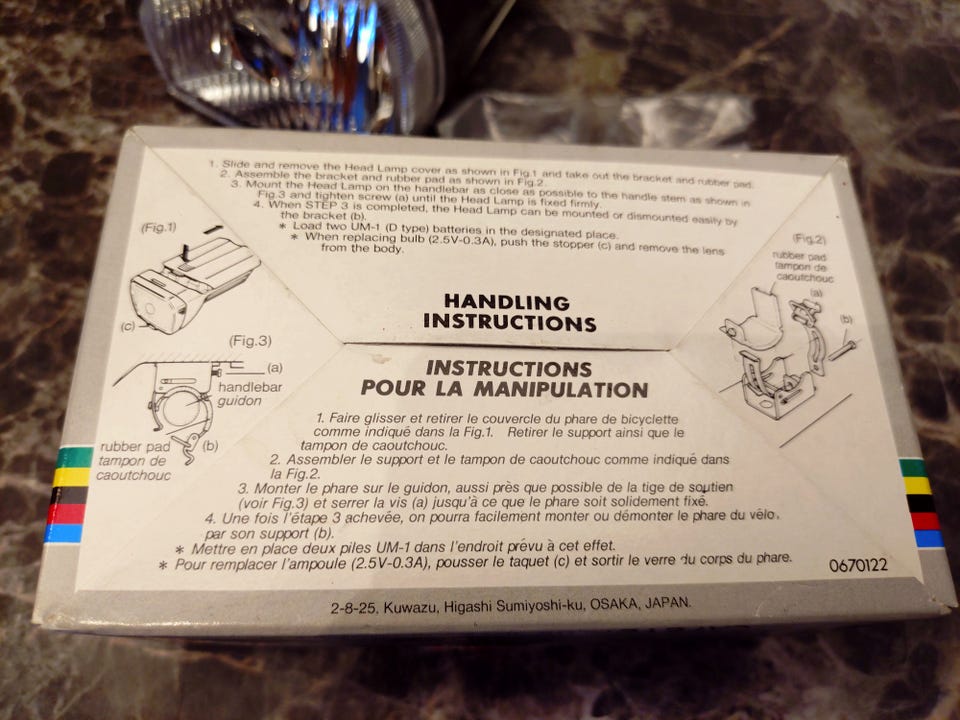 1. Slide and remove the Head Lamp cover as shown in Fig.1 and take out the bracket and rubber pad.
2. Assemble the bracket and rubber pad as shown in Fig.2.
3. Mount the Head Lamp on the handlebar as close as possible to the handle stem as shown in
Fig.3 and tighten screw (a) until the Head Lamp is fixed firmly.
4. When STEP 3 is completed, the Head Lamp can be mounted or dismounted easily by
the bracket (b).
* Load two UM-1 (D type) batteries in the designated place.
* When replacing bulb (2.5V-0.3A), push the stopper (c) and remove the lens
from the body.
(Fig.1)
(c)
(Fig.2)
rubber pad
tampon de
caoutchouc
(a)
(b)
HANDLING
INSTRUCTIONS
(Fig.3)
(a)
handlebar
guidon
(b)
rubber pad
tampon de
caoutchouc
INSTRUCTIONS
POUR LA MANIPULATION
1. Faire glisser et retirer le couvercle du phare de bicyclette
comme indiqué dans la Fig.1. Retirer le support ainsi que le
tampon de caoutchouc.
2. Assembler le support et le tampon de caoutchouc comme indiqué dans
la Fig.2.
3. Monter le phare sur le guidon, aussi près que possible de la tige de soutien
(voir Fig.3) et serrer la vis (a) jusqu'à ce que le phare soit solidement fixé.
4. Une fois l'étape 3 achevée, on pourra facilement monter ou démonter le phare du vélo,
par son support (b).
* Mettre en place deux piles UM-1 dans l'endroit prévu à cet effet.
* Pour remplacer l'ampoule (2.5V-0.3A), pousser le taquet (c) et sortir le verre du corps du phare.
0670122
2-8-25, Kuwazu, Higashi Sumiyoshi-ku, OSAKA, JAPAN.